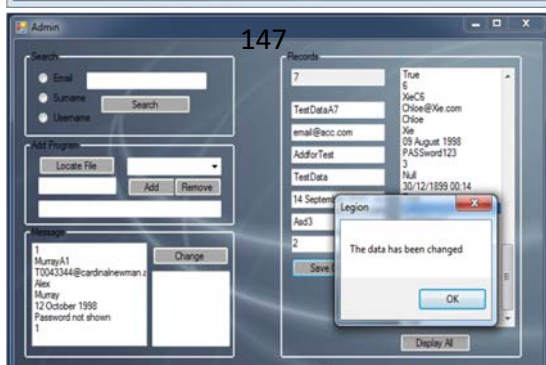 Admin
147
Search
Email
Surname
Username
Search
Add Program
Locate File
Add
Remove
Message
1
MurrayA1
T0043344@cardinalnewman.a
Alex
Murray
12 October 1998
Password not shown
1
Change
Records
7
TestDataA7
email@acc.com
AddforTest
TestData
14 Septemb
Asd3
2
Save
True
6
XieC6
Chloe@Xie.com
Chloe
Xie
09 August 1998
PASSword123
3
Null
30/12/1899 00:14
Legion
The data has been changed
OK
Display All